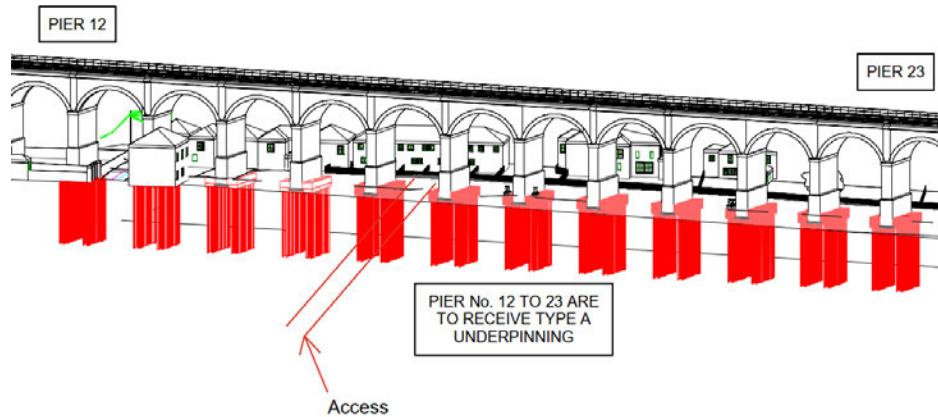 PIER 12
PIER 23
PIER No. 12 TO 23 ARE
TO RECEIVE TYPE A
UNDERPINNING
Access